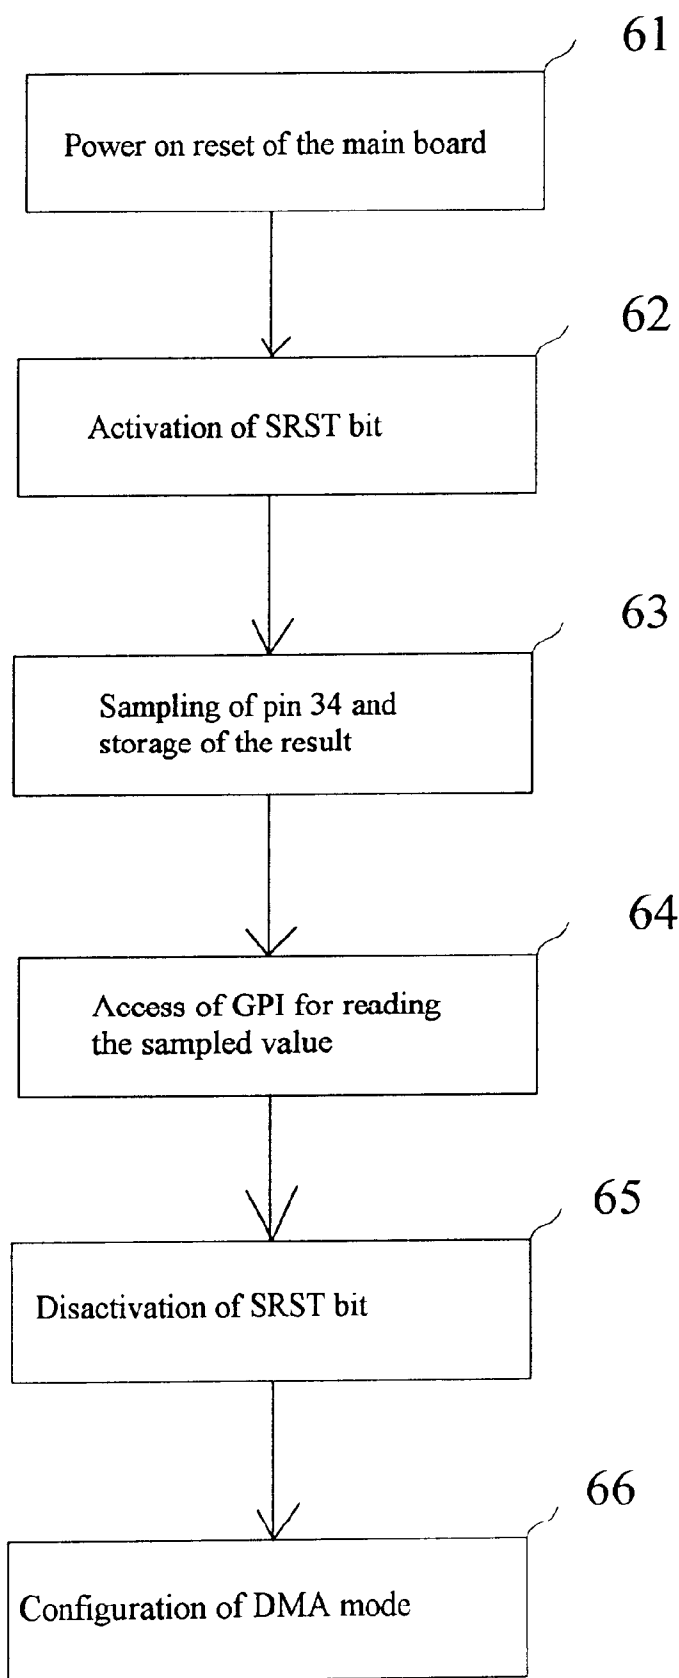 61
Power on reset of the main board
62
Activation of SRST bit
63
Sampling of pin 34 and
storage of the result
64
Access of GPI for reading
the sampled value
65
Disactivation of SRST bit
66
Configuration of DMA mode